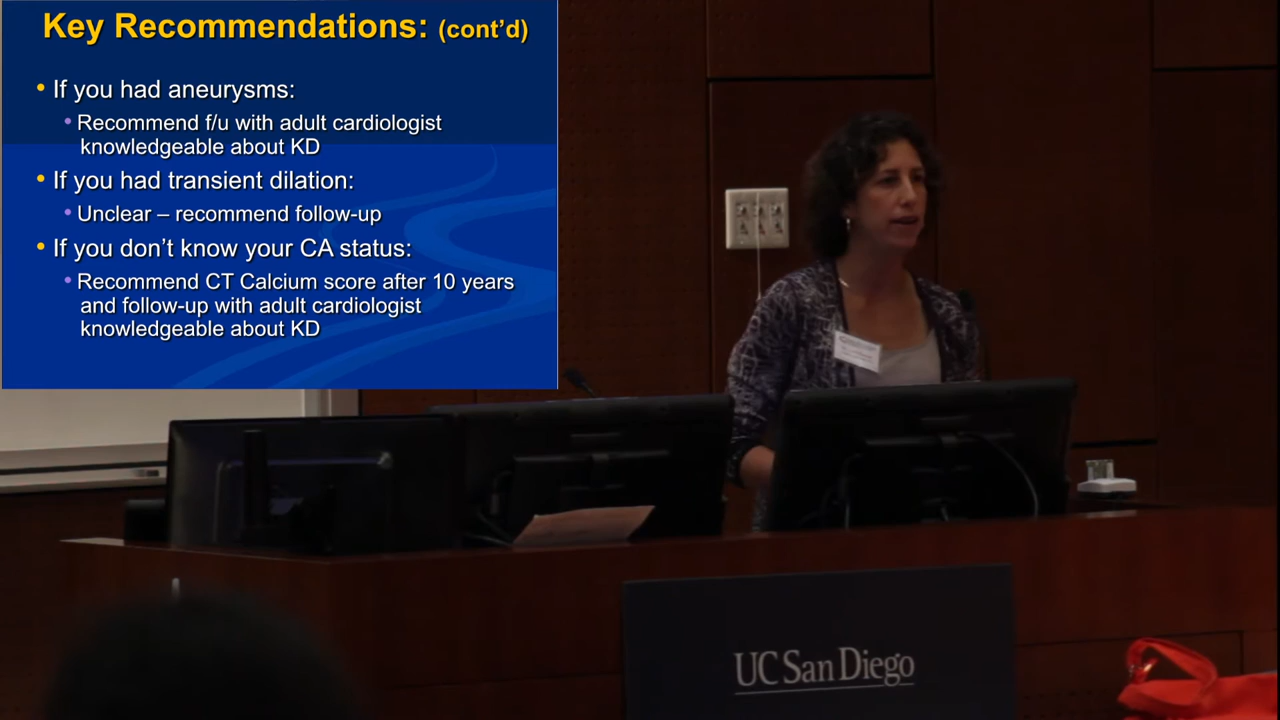 Key Recommendations: (cont'd)
• If you had aneurysms:
• Recommend f/u with adult cardiologist
knowledgeable about KD
• If you had transient dilation:
• Unclear – recommend follow-up
• If you don't know your CA status:
• Recommend CT Calcium score after 10 years
and follow-up with adult cardiologist
knowledgeable about KD
UC San Diego